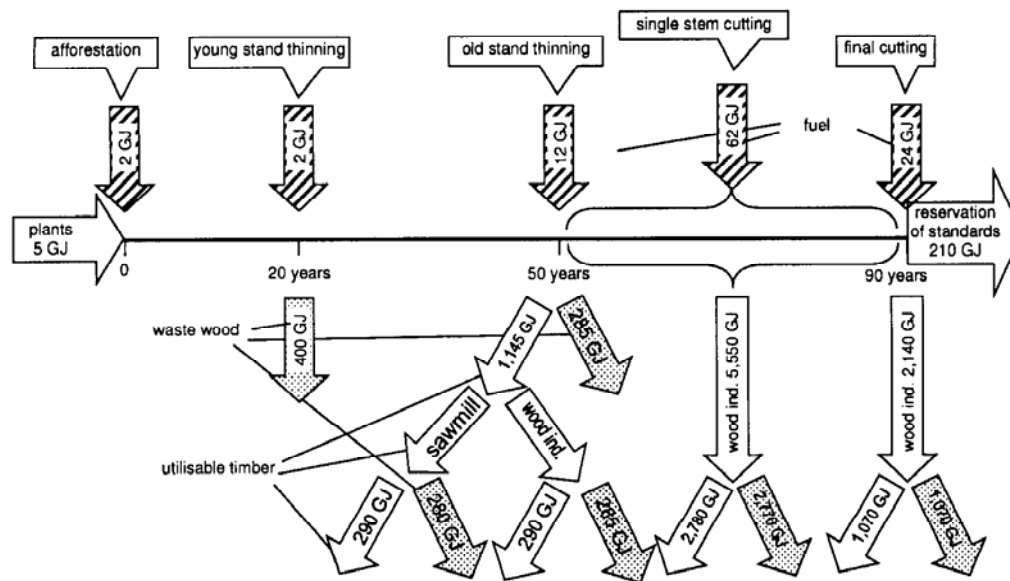 afforestation
young stand thinning
old stand thinning
single stem cutting
final cutting
2 GJ
2 GJ
12 GJ
62 GJ
fuel
24 GJ
plants
5 GJ
reservation
of standards
210 GJ
0
20 years
50 years
90 years
waste wood
400 GJ
1,145 GJ
285 GJ
wood ind. 5,550 GJ
wood ind. 2,140 GJ
sawmill
wood ind.
utilisable timber
290 GJ
280 GJ
290 GJ
285 GJ
2,780 GJ
2,770 GJ
1,070 GJ
1,070 GJ